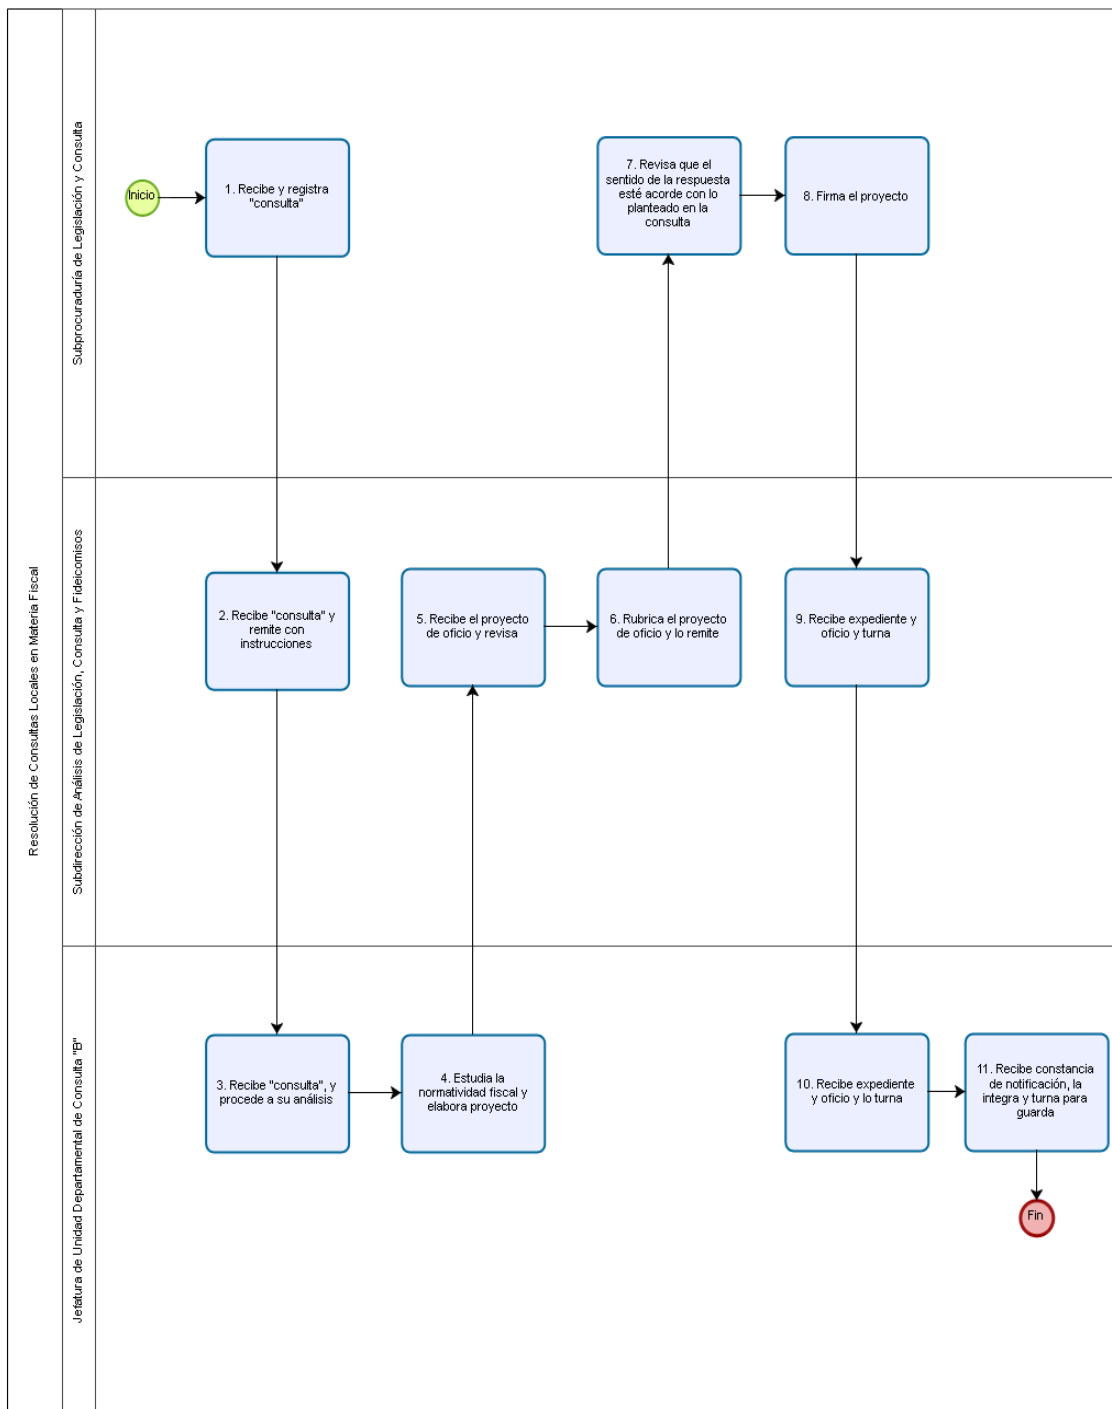 Resolución de Consultas Locales en Materia Fiscal
Subprocuraduría de Legislación y Consulta
Inicio
1. Recibe y registra
"consulta"
7. Revisa que el
sentido de la respuesta
esté acorde con lo
planteado en la
consulta
8. Firma el proyecto
Subdirección de Análisis de Legislación, Consulta y Fideicomisos
2. Recibe "consulta" y
remite con
instrucciones
5. Recibe el proyecto
de oficio y revisa
6. Rubrica el proyecto
de oficio y lo remite
9. Recibe expediente
y oficio y turna
Jefatura de Unidad Departamental de Consulta "B"
3. Recibe "consulta", y
procede a su análisis
4. Estudia la
normatividad fiscal y
elabora proyecto
10. Recibe expediente
y oficio y lo turna
11. Recibe constancia
de notificación, la
integra y turna para
guarda
Fin